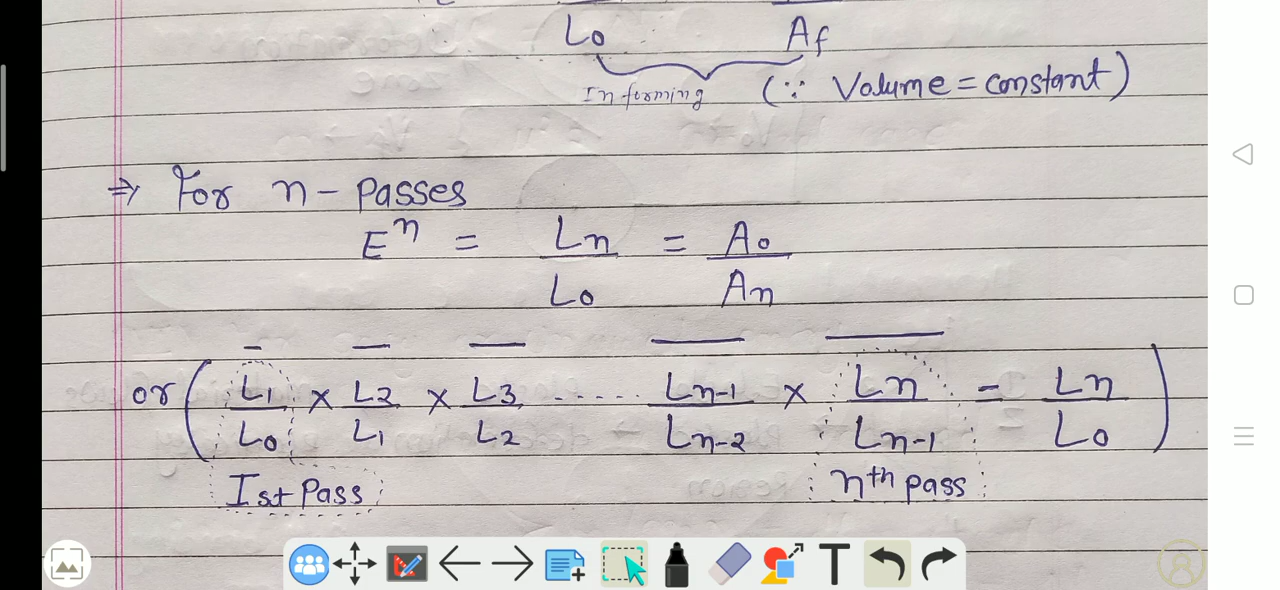 L0 Af
In forming (∵ Volume = constant)
⇒ For n - Passes
E^n = Ln/L0 = A0/An
or (L1/L0 × L2/L1 × L3/L2 ..... Ln-1/Ln-2 × Ln/Ln-1 = Ln/L0)
Ist Pass nth pass
T